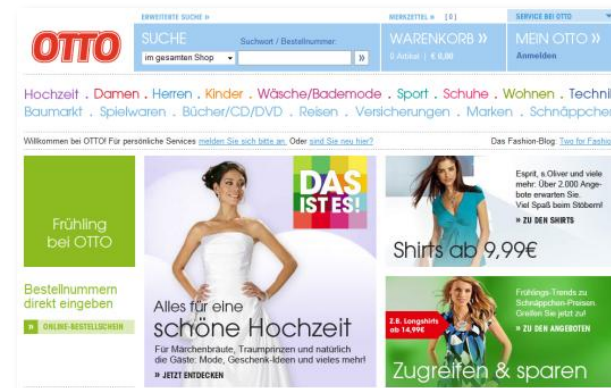 ERWEITERTE SUCHE »
MERKZETTEL » [0]
SERVICE BEI OTTO
OTTO
SUCHE
Suchwort / Bestellnummer:
im gesamten Shop
»
WARENKORB »
0 Artikel | € 0,00
MEIN OTTO »
Anmelden
Hochzeit . Damen . Herren . Kinder . Wäsche/Bademode . Sport . Schuhe . Wohnen . Techni
Baumarkt . Spielwaren . Bücher/CD/DVD . Reisen . Versicherungen . Marken . Schnäppchen
Willkommen bei OTTO! Für persönliche Services melden Sie sich bitte an. Oder sind Sie neu hier?
Das Fashion-Blog: Two for Fashio
Frühling
bei OTTO
Bestellnummern
direkt eingeben
» ONLINE-BESTELLSCHEIN
DAS
IST ES!
Alles für eine
schöne Hochzeit
Für Märchenbräute, Traumprinzen und natürlich
die Gäste: Mode, Geschenk-Ideen und vieles mehr!
» JETZT ENTDECKEN
Esprit, s.Oliver und viele
mehr: Über 2.000 Ange-
bote erwarten Sie.
Viel Spaß beim Stöbern!
» ZU DEN SHIRTS
Shirts ab 9,99€
Frühlings-Trends zu
Schnäppchen-Preisen.
Greifen Sie jetzt zu!
» ZU DEN ANGEBOTEN
z.B. Longshirts
ab 14,99€
Zugreifen & sparen